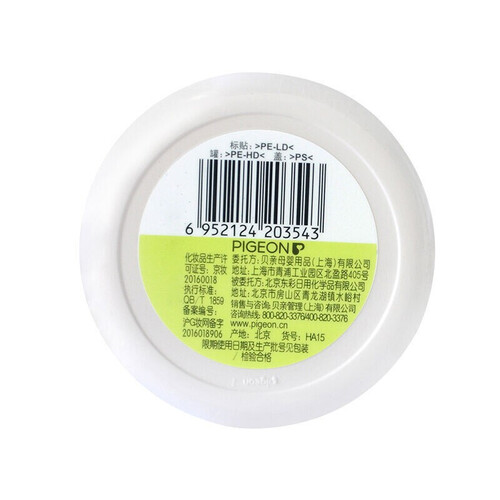 标贴: >PE-LD<
罐: >PE-HD< 盖: >PS<
6 952124 203543
PIGEON
化妆品生产许 委托方: 贝亲母婴用品(上海)有限公司
可证号: 京妆 地址: 上海市青浦工业园区北盈路405号
20160018 被委托方: 北京东彩日用化学品有限公司
执行标准: 地址: 北京市房山区青龙湖镇水峪村
QB/T 1859 销售与咨询: 贝亲管理(上海)有限公司
备案编号: 咨询热线: 800-820-3376/400-820-3376
沪G妆网备字 www.pigeon.cn
2016018906 产地: 北京 货号: HA15
限期使用日期及生产批号见包装
/检验合格